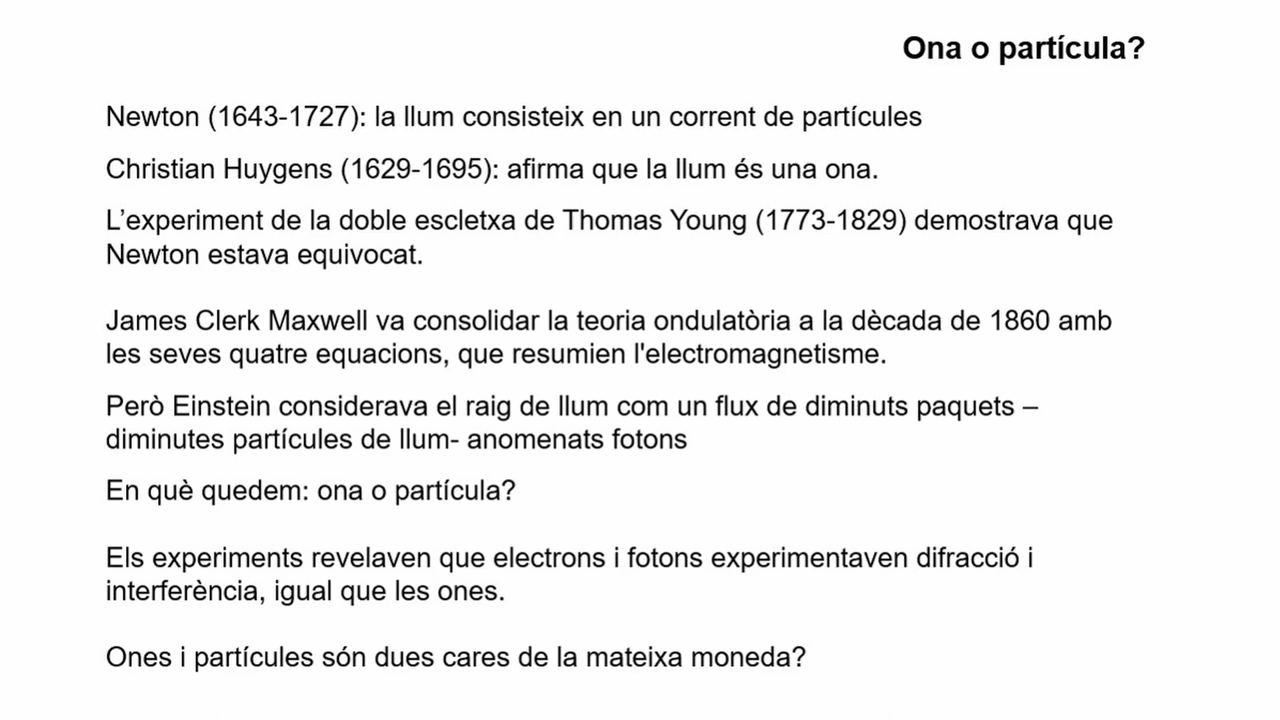 Ona o partícula?
Newton (1643-1727): la llum consisteix en un corrent de partícules
Christian Huygens (1629-1695): afirma que la llum és una ona.
L’experiment de la doble escletxa de Thomas Young (1773-1829) demostrava que
Newton estava equivocat.
James Clerk Maxwell va consolidar la teoria ondulatòria a la dècada de 1860 amb
les seves quatre equacions, que resumien l'electromagnetisme.
Però Einstein considerava el raig de llum com un flux de diminuts paquets –
diminutes partícules de llum- anomenats fotons
En què quedem: ona o partícula?
Els experiments revelaven que electrons i fotons experimentaven difracció i
interferència, igual que les ones.
Ones i partícules són dues cares de la mateixa moneda?